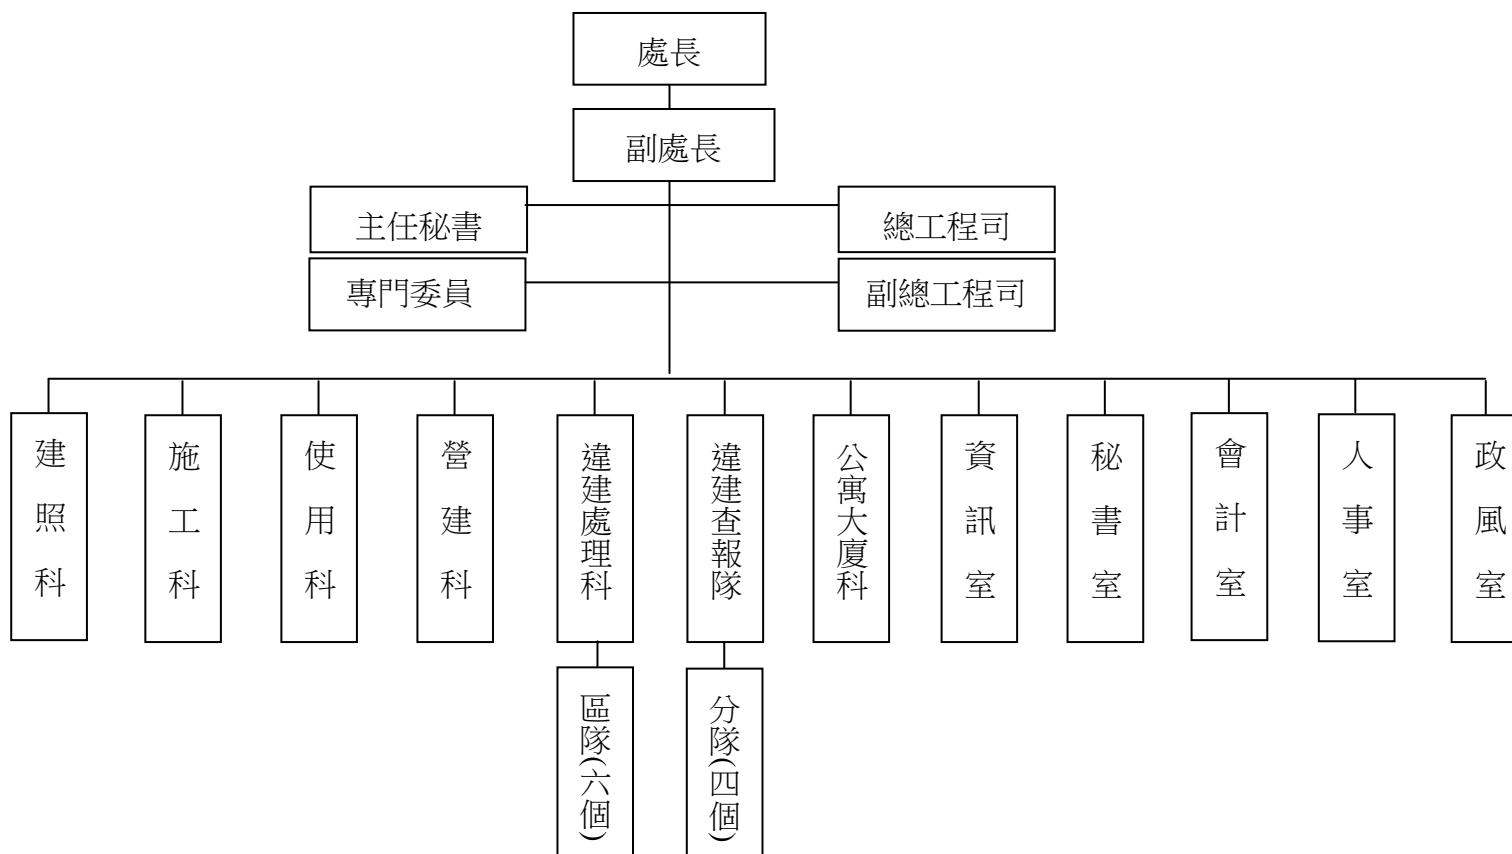 處長
副處長
主任秘書
總工程司
專門委員
副總工程司
建照科
施工科
使用科
營建科
違建處理科
違建查報隊
公寓大廈科
資訊室
秘書室
會計室
人事室
政風室
區隊(六個)
分隊(四個)